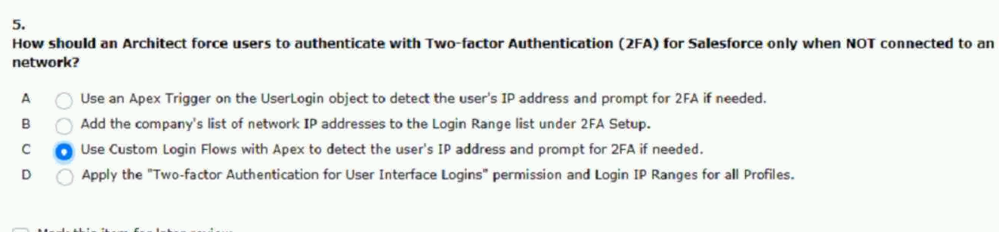 5.
How should an Architect force users to authenticate with Two-factor Authentication (2FA) for Salesforce only when NOT connected to an
network?
A Use an Apex Trigger on the UserLogin object to detect the user's IP address and prompt for 2FA if needed.
B Add the company's list of network IP addresses to the Login Range list under 2FA Setup.
C Use Custom Login Flows with Apex to detect the user's IP address and prompt for 2FA if needed.
D Apply the "Two-factor Authentication for User Interface Logins" permission and Login IP Ranges for all Profiles.
Mark this item for later review